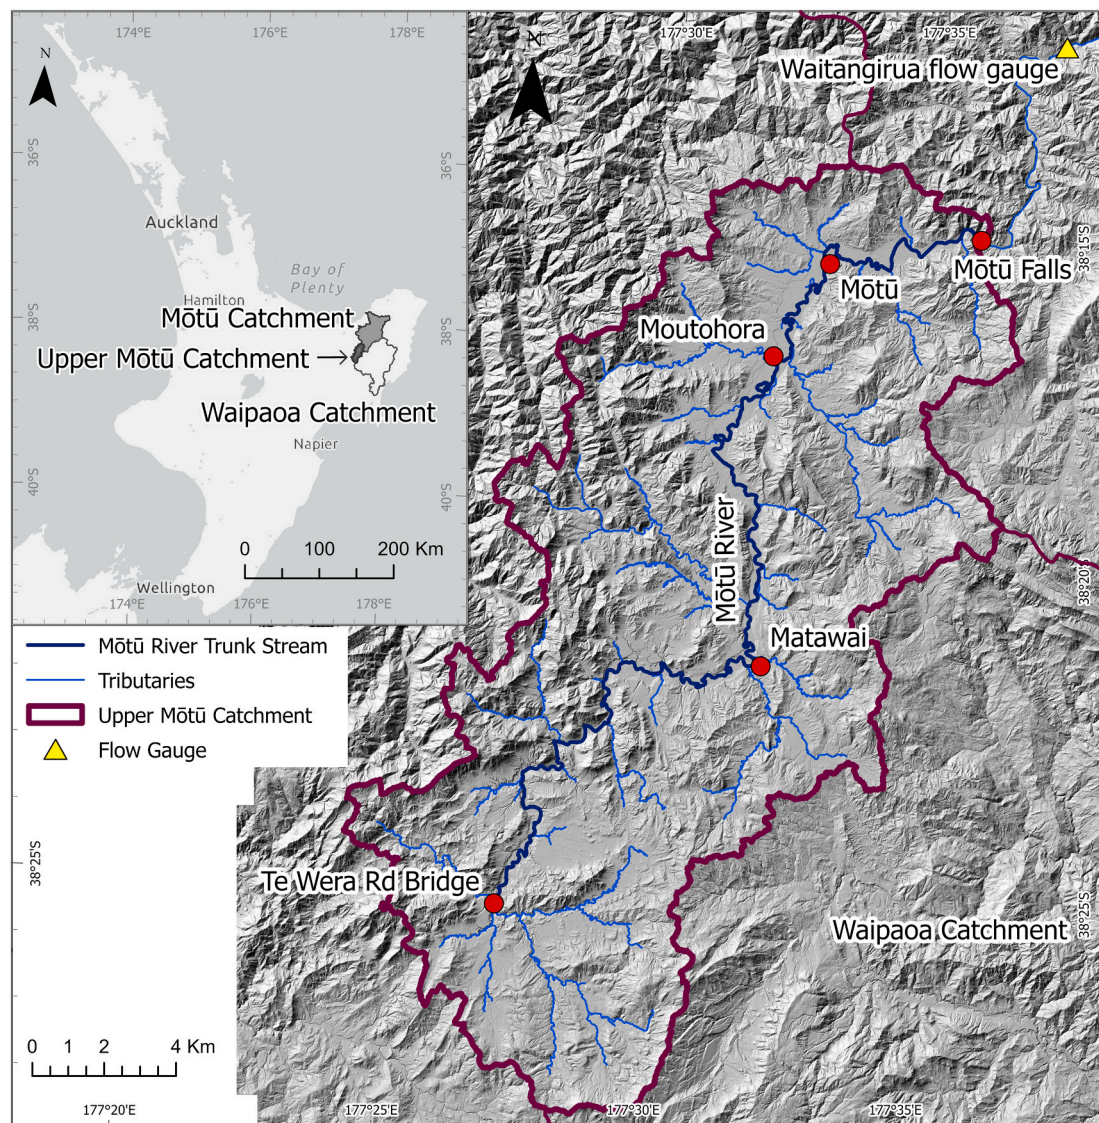 174°E
176°E
178°E
N
36°S
36°S
Auckland
Bay of
Plenty
Hamilton
38°S
38°S
Mōtū Catchment
Upper Mōtū Catchment
Waipaoa Catchment
Napier
40°S
40°S
0 100 200 Km
Wellington
174°E
176°E
178°E
N
177°30'E
177°35'E
Waitangirua flow gauge
38°15'S
Mōtū Falls
Mōtū
Moutohora
Mōtū River
38°20'S
Matawai
Mōtū River Trunk Stream
Tributaries
Upper Mōtū Catchment
Flow Gauge
38°25'S
Te Wera Rd Bridge
38°25'S
Waipaoa Catchment
0 1 2 4 Km
177°20'E
177°25'E
177°30'E
177°35'E